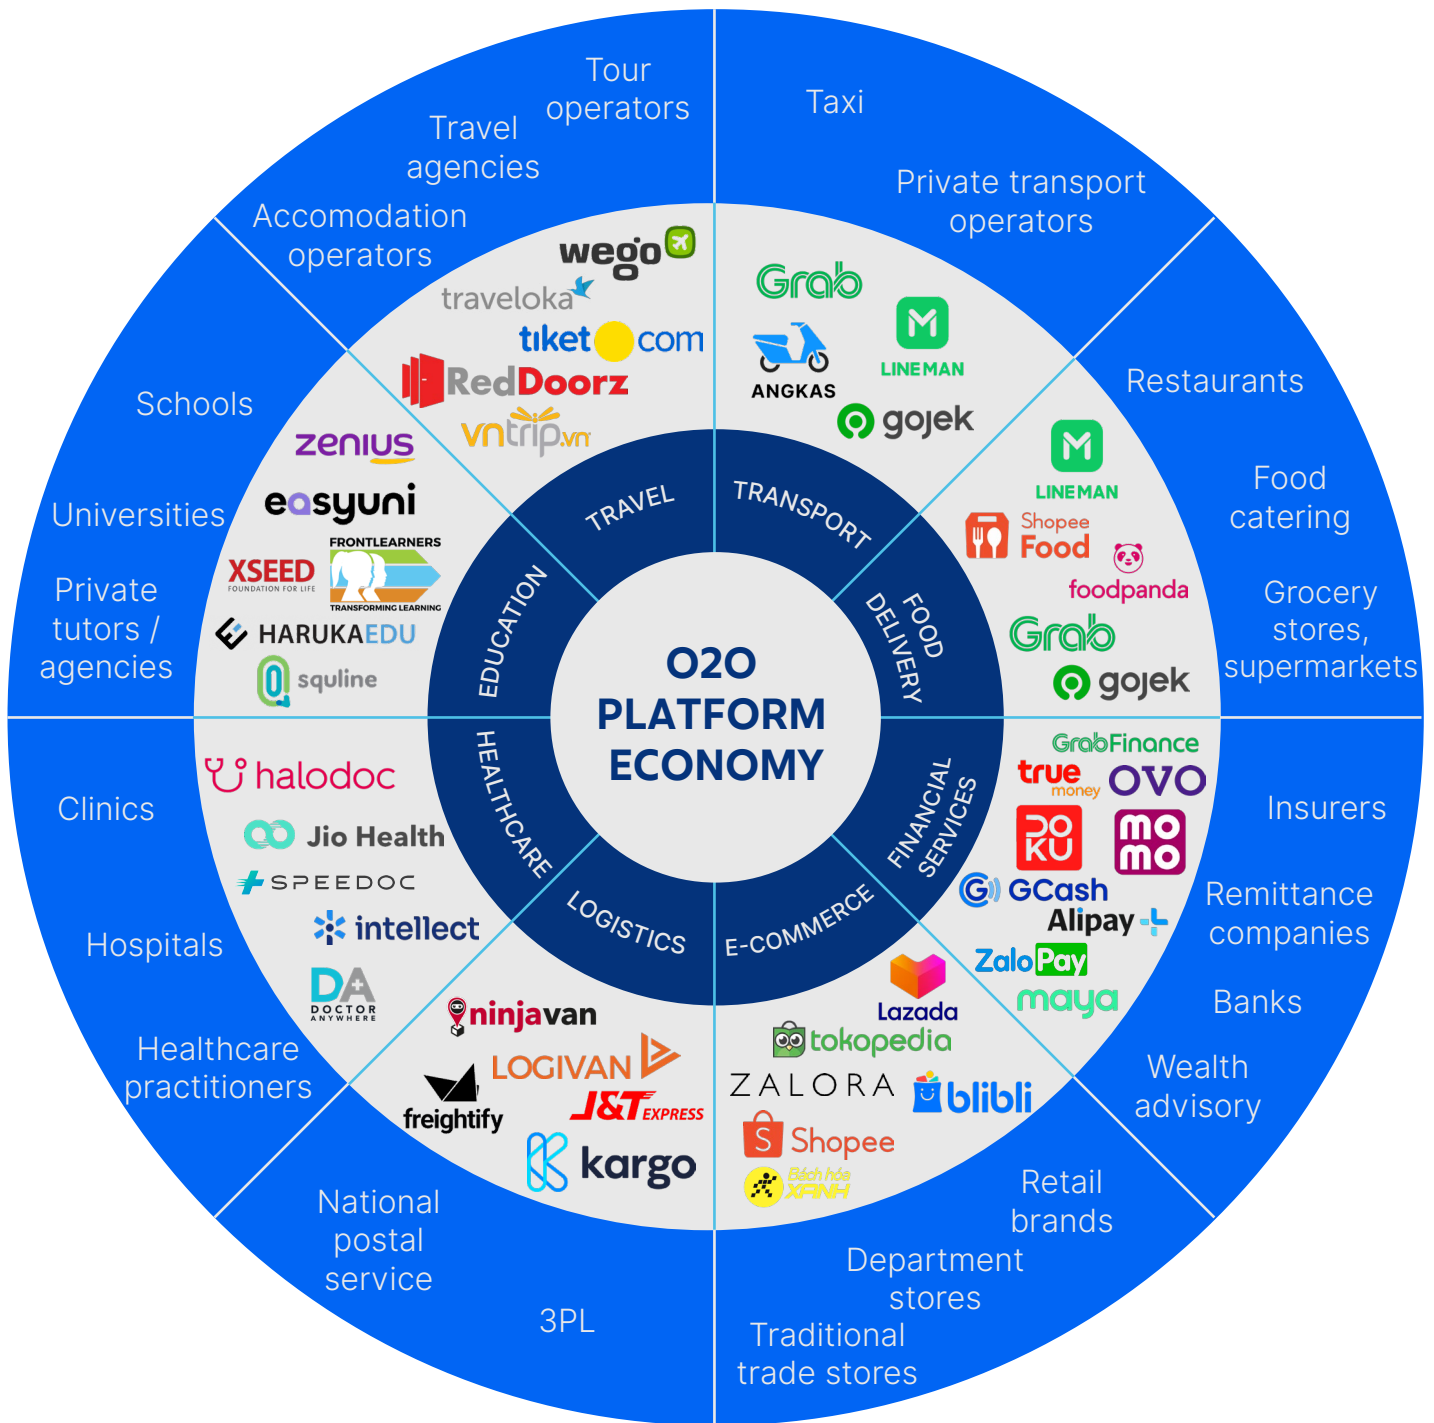 O2O
PLATFORM
ECONOMY
TRAVEL
Tour
operators
Travel
agencies
Accomodation
operators
wego
traveloka
tiket com
RedDoorz
vntrip.vn
TRANSPORT
Taxi
Private transport
operators
Grab
LINE MAN
ANGKAS
gojek
FOOD
DELIVERY
Restaurants
Food
catering
Grocery
stores,
supermarkets
LINE MAN
Shopee
Food
foodpanda
Grab
gojek
FINANCIAL
SERVICES
Insurers
Remittance
companies
Banks
Wealth
advisory
GrabFinance
true
money
OVO
DO
KU
mo
mo
GCash
Alipay
ZaloPay
maya
E-COMMERCE
Retail
brands
Department
stores
Traditional
trade stores
Lazada
tokopedia
ZALORA
blibli
S
Shopee
Bách hóa
XANH
LOGISTICS
National
postal
service
3PL
ninjavan
LOGIVAN
freightify
J&T EXPRESS
kargo
HEALTHCARE
Clinics
Hospitals
Healthcare
practitioners
halodoc
Jio Health
SPEEDOC
intellect
DA
DOCTOR
ANYWHERE
EDUCATION
Schools
Universities
Private
tutors /
agencies
zenius
easyuni
FRONTLEARNERS
TRANSFORMING LEARNING
XSEED
FOUNDATION FOR LIFE
HARUKAEDU
squline